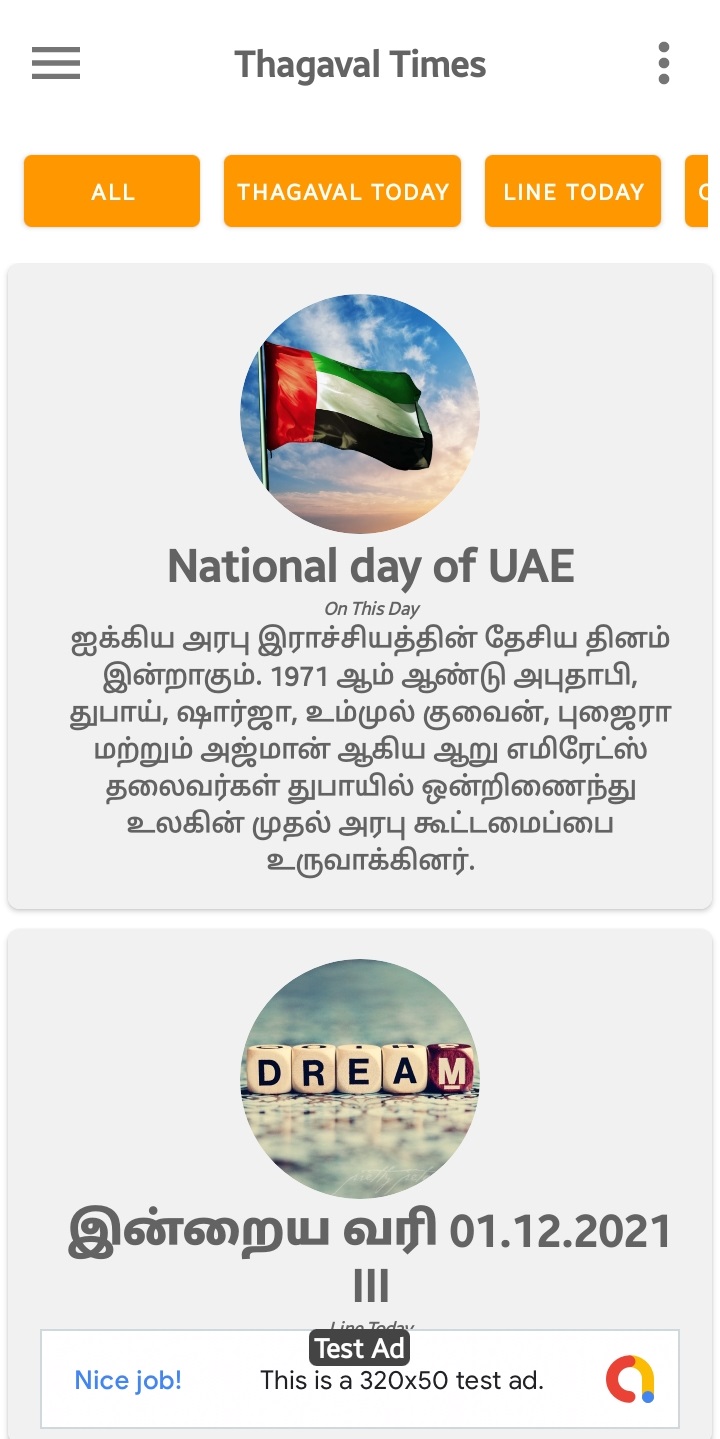 Thagaval Times
ALL
THAGAVAL TODAY
LINE TODAY
National day of UAE
On This Day
ஐக்கிய அரபு இராச்சியத்தின் தேசிய தினம்
இன்றாகும். 1971 ஆம் ஆண்டு அபுதாபி,
துபாய், ஷார்ஜா, உம்முல் குவைன், புஜைரா
மற்றும் அஜ்மான் ஆகிய ஆறு எமிரேட்ஸ்
தலைவர்கள் துபாயில் ஒன்றிணைந்து
உலகின் முதல் அரபு கூட்டமைப்பை
உருவாக்கினர்.
DREAM
இன்றைய வரி 01.12.2021
III
Line Today
Test Ad
Nice job!
This is a 320x50 test ad.